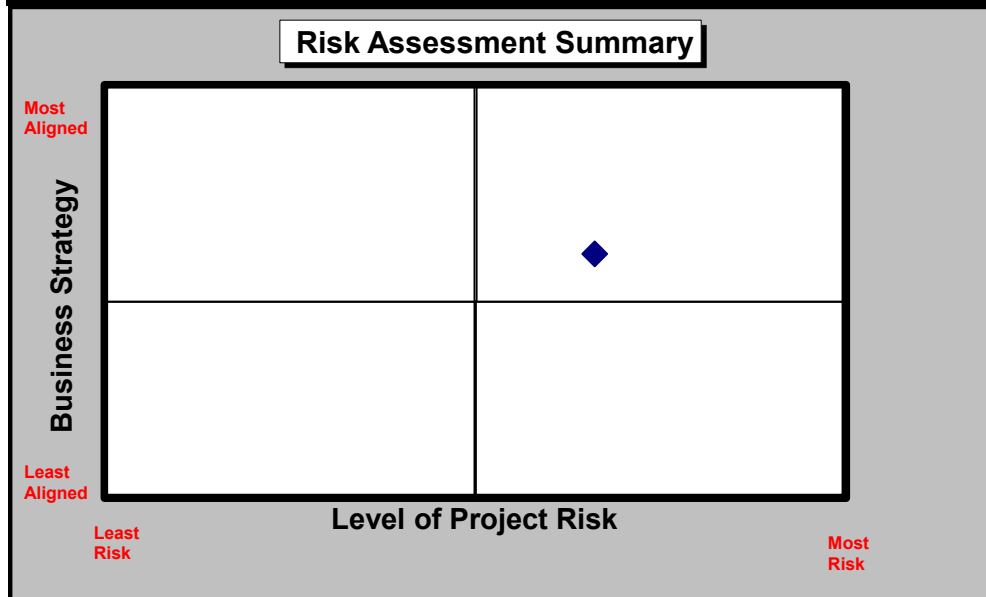 Risk Assessment Summary
Most
Aligned
Business Strategy
Least
Aligned
Level of Project Risk
Least
Risk
Most
Risk